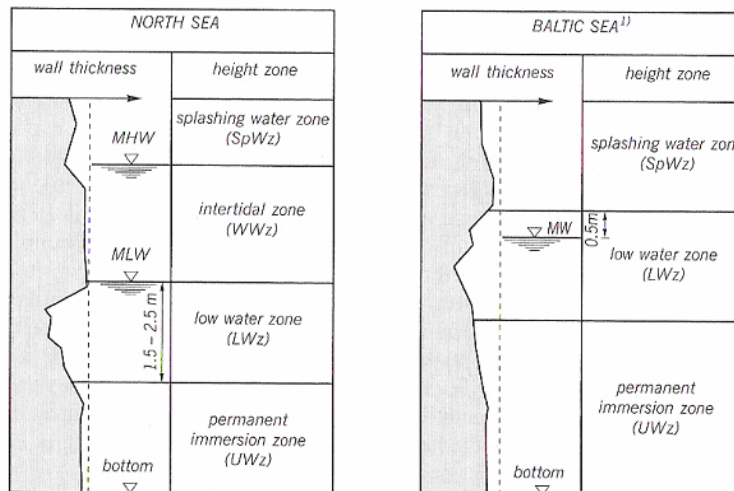 NORTH SEA
wall thickness
height zone
splashing water zone
(SpWz)
MHW
intertidal zone
(WWz)
MLW
1.5 – 2.5 m
low water zone
(LWz)
permanent
immersion zone
(UWz)
bottom
BALTIC SEA1)
wall thickness
height zone
splashing water zon
(SpWz)
0.5m
MW
low water zone
(LWz)
permanent
immersion zone
(UWz)
bottom